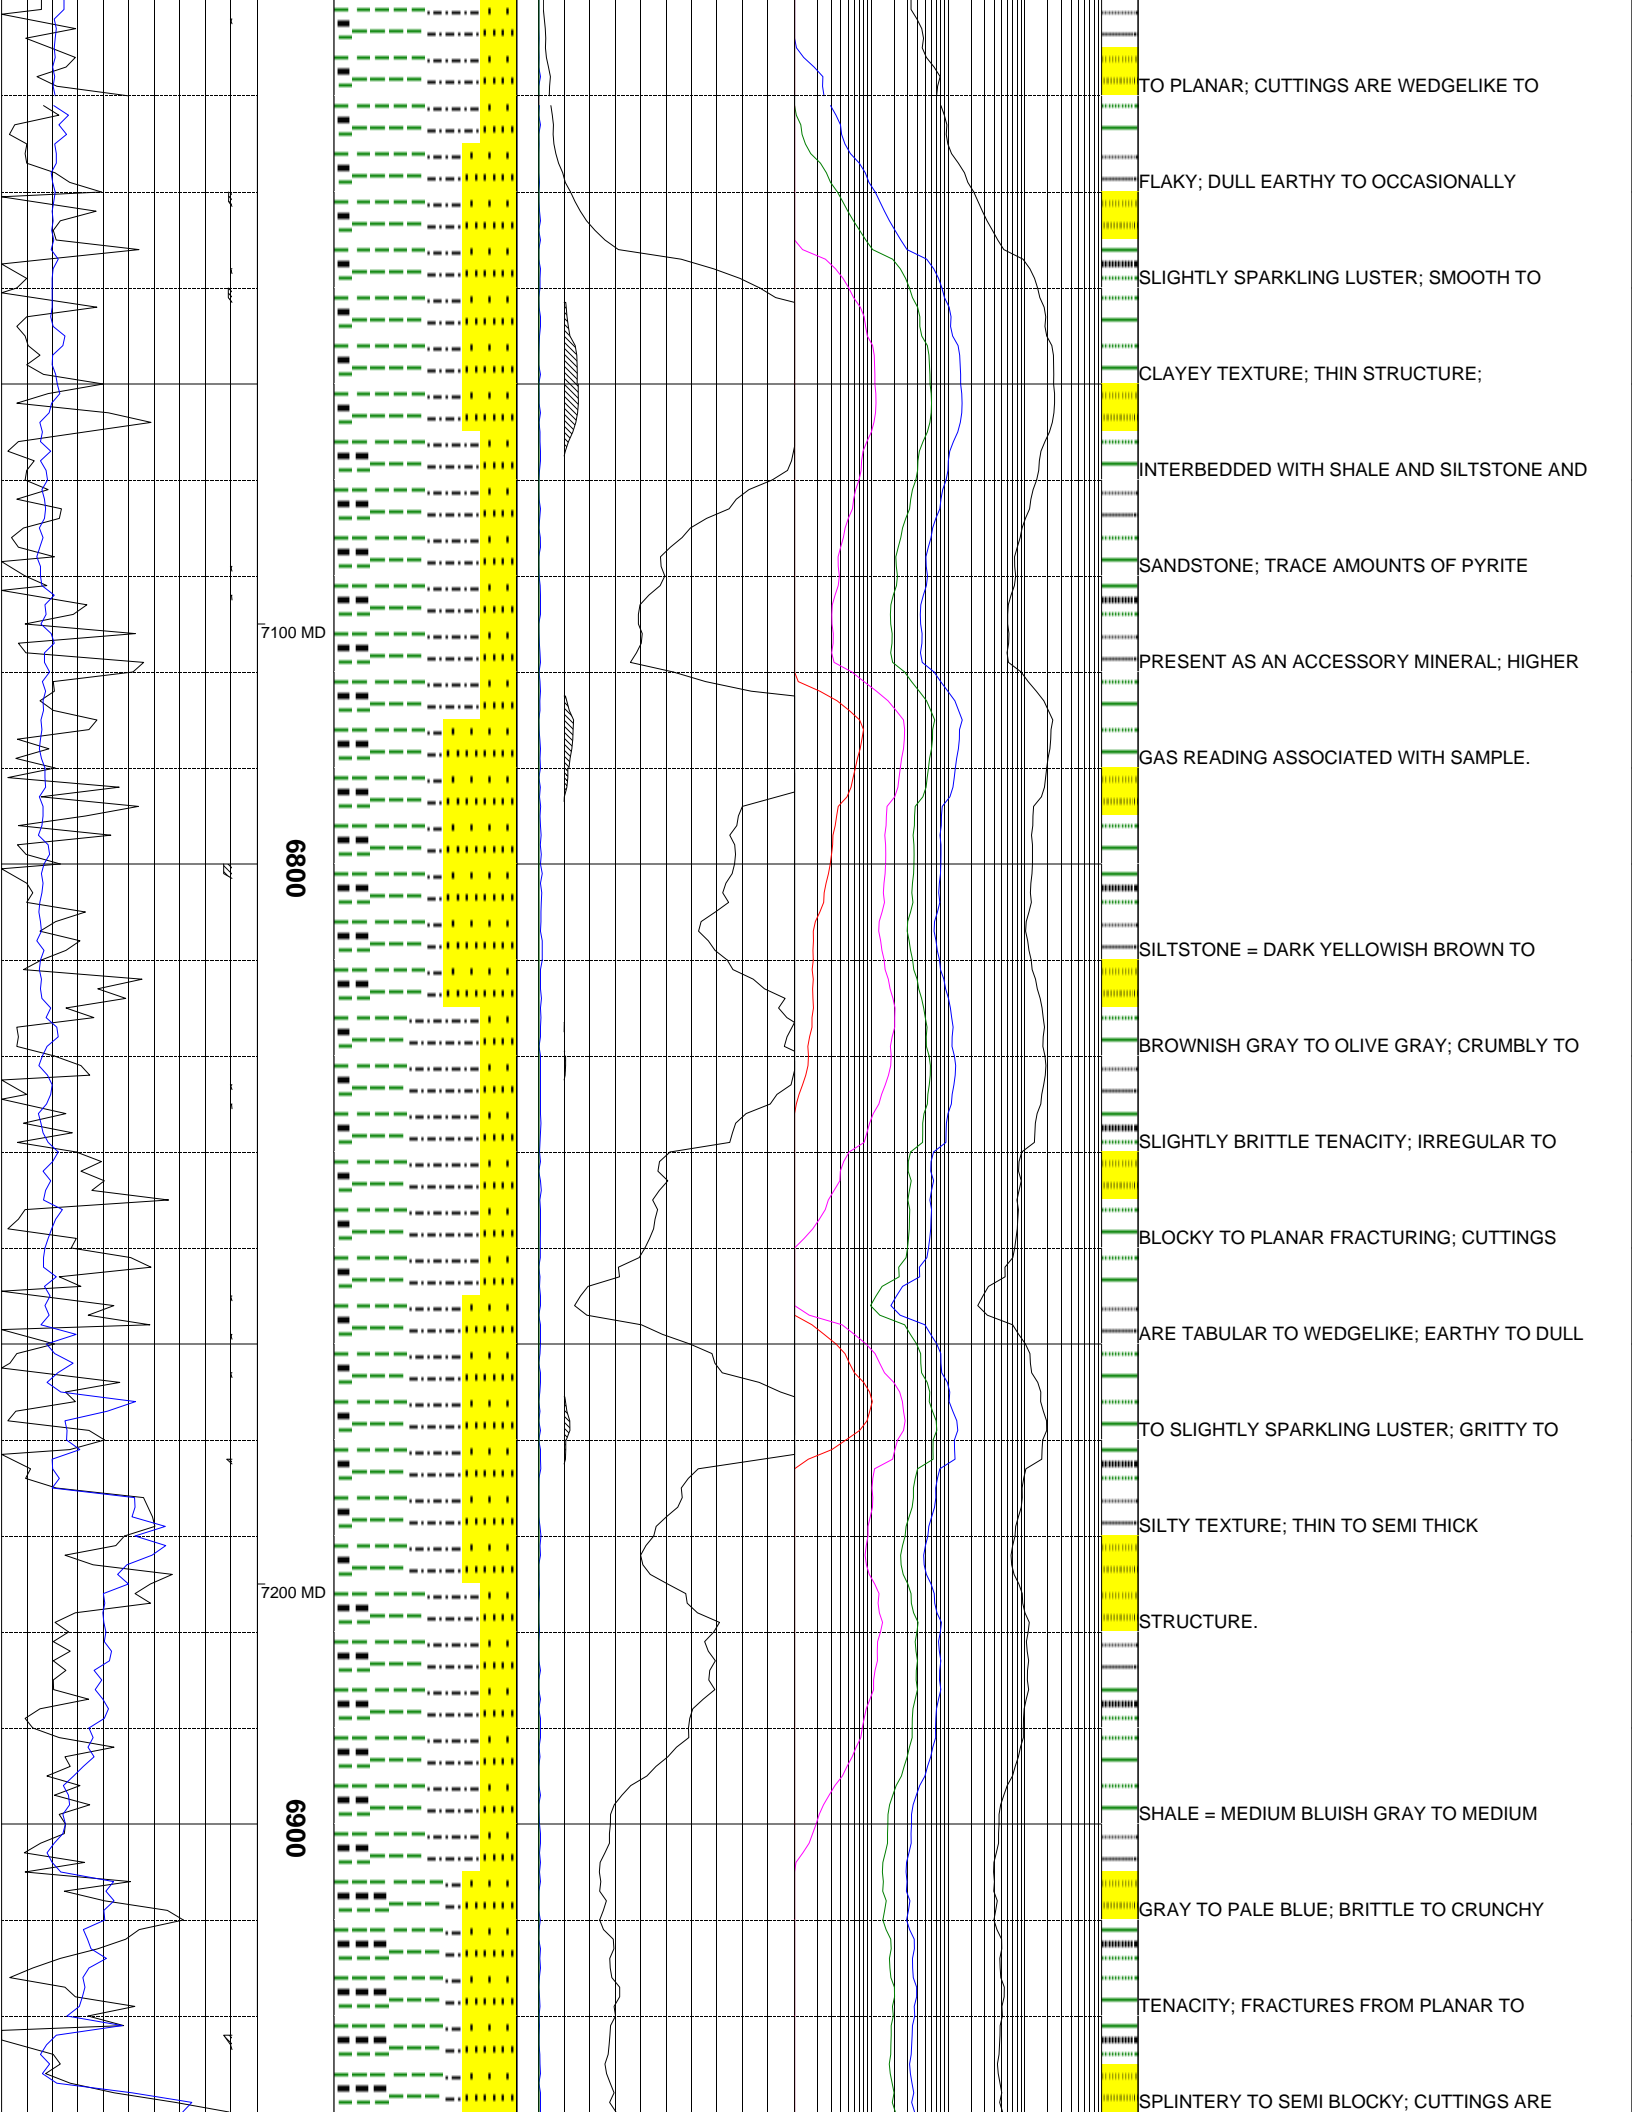 TO PLANAR; CUTTINGS ARE WEDGELIKE TO
FLAKY; DULL EARTHY TO OCCASIONALLY
SLIGHTLY SPARKLING LUSTER; SMOOTH TO
CLAYEY TEXTURE; THIN STRUCTURE;
INTERBEDDED WITH SHALE AND SILTSTONE AND
SANDSTONE; TRACE AMOUNTS OF PYRITE
7100 MD
PRESENT AS AN ACCESSORY MINERAL; HIGHER
GAS READING ASSOCIATED WITH SAMPLE.
6800
SILTSTONE = DARK YELLOWISH BROWN TO
BROWNISH GRAY TO OLIVE GRAY; CRUMBLY TO
SLIGHTLY BRITTLE TENACITY; IRREGULAR TO
BLOCKY TO PLANAR FRACTURING; CUTTINGS
ARE TABULAR TO WEDGELIKE; EARTHY TO DULL
TO SLIGHTLY SPARKLING LUSTER; GRITTY TO
SILTY TEXTURE; THIN TO SEMI THICK
7200 MD
STRUCTURE.
6900
SHALE = MEDIUM BLUISH GRAY TO MEDIUM
GRAY TO PALE BLUE; BRITTLE TO CRUNCHY
TENACITY; FRACTURES FROM PLANAR TO
SPLINTERY TO SEMI BLOCKY; CUTTINGS ARE